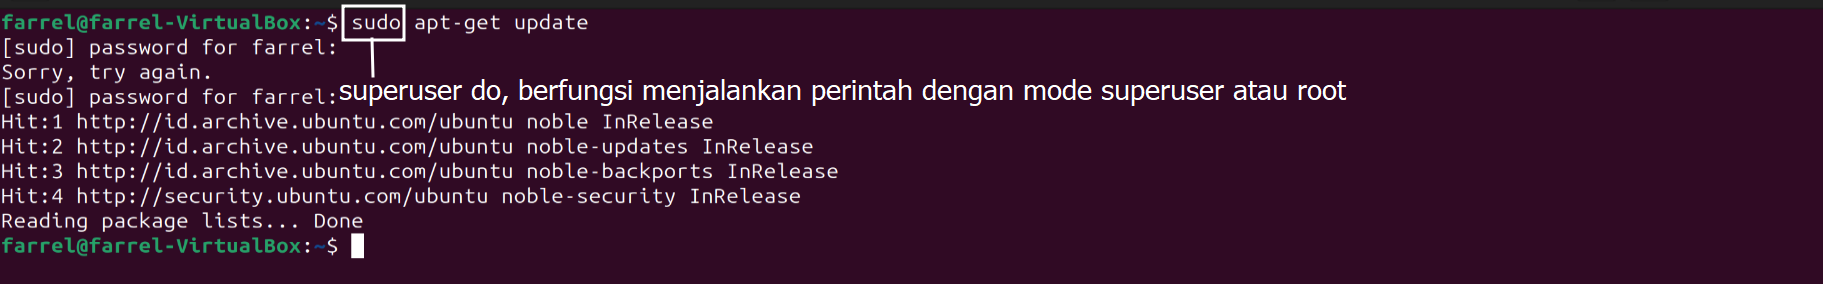 farrel@farrel-VirtualBox:~$ sudo apt-get update
[sudo] password for farrel:
Sorry, try again.
[sudo] password for farrel:
superuser do, berfungsi menjalankan perintah dengan mode superuser atau root
Hit:1 http://id.archive.ubuntu.com/ubuntu noble InRelease
Hit:2 http://id.archive.ubuntu.com/ubuntu noble-updates InRelease
Hit:3 http://id.archive.ubuntu.com/ubuntu noble-backports InRelease
Hit:4 http://security.ubuntu.com/ubuntu noble-security InRelease
Reading package lists... Done
farrel@farrel-VirtualBox:~$